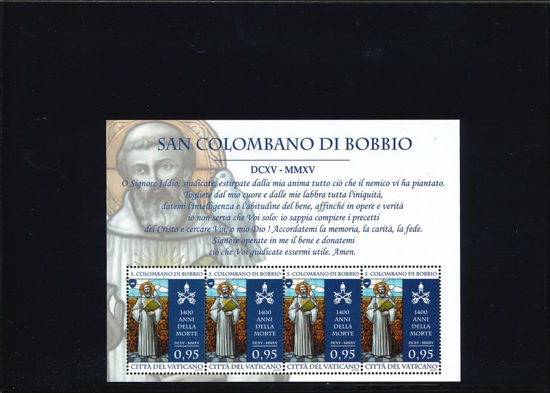 SAN COLOMBANO DI BOBBIO
DCXV - MMXV
O Signore Iddio, sradicate, estirpate dalla mia anima tutto ciò che il nemico vi ha piantato.
Togliete dal mio cuore e dalle mie labbra tutta l'iniquità,
datemi l'intelligenza e l'abitudine del bene, affinché in opere e verità
io non serva che Voi solo: io sappia compiere i precetti
del Cristo e cercare Voi, o mio Dio ! Accordatemi la memoria, la carità, la fede.
Signore operate in me il bene e donatemi
ciò che Voi giudicate essermi utile. Amen.
S. COLOMBANO DI BOBBIO S. COLOMBANO DI BOBBIO S. COLOMBANO DI BOBBIO S. COLOMBANO DI BOBBIO
1400 1400 1400 1400
ANNI ANNI ANNI ANNI
DELLA DELLA DELLA DELLA
MORTE MORTE MORTE MORTE
DCXV - MMXV DCXV - MMXV DCXV - MMXV DCXV - MMXV
0,95 0,95 0,95 0,95
CITTÀ DEL VATICANO CITTÀ DEL VATICANO CITTÀ DEL VATICANO CITTÀ DEL VATICANO